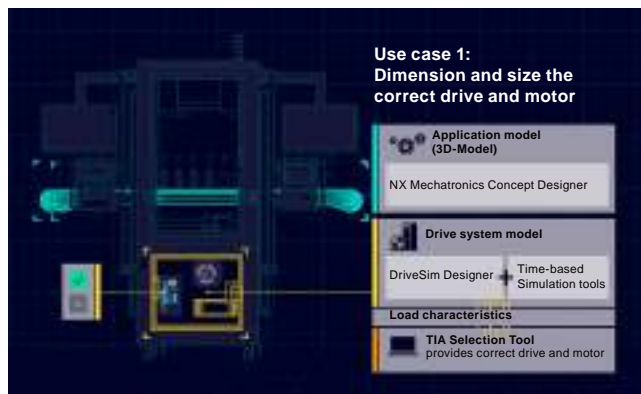 Use case 1:
Dimension and size the
correct drive and motor
Application model
(3D-Model)
NX Mechatronics Concept Designer
Drive system model
DriveSim Designer + Time-based
Simulation tools
Load characteristics
TIA Selection Tool
provides correct drive and motor